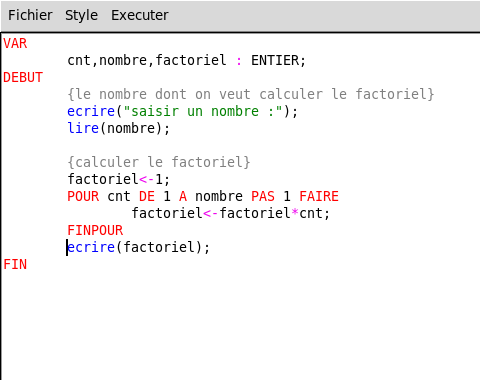 Fichier Style Executer
VAR
cnt,nombre,factoriel : ENTIER;
DEBUT
{le nombre dont on veut calculer le factoriel}
ecrire("saisir un nombre :");
lire(nombre);
{calculer le factoriel}
factoriel<-1;
POUR cnt DE 1 A nombre PAS 1 FAIRE
factoriel<-factoriel*cnt;
FINPOUR
ecrire(factoriel);
FIN